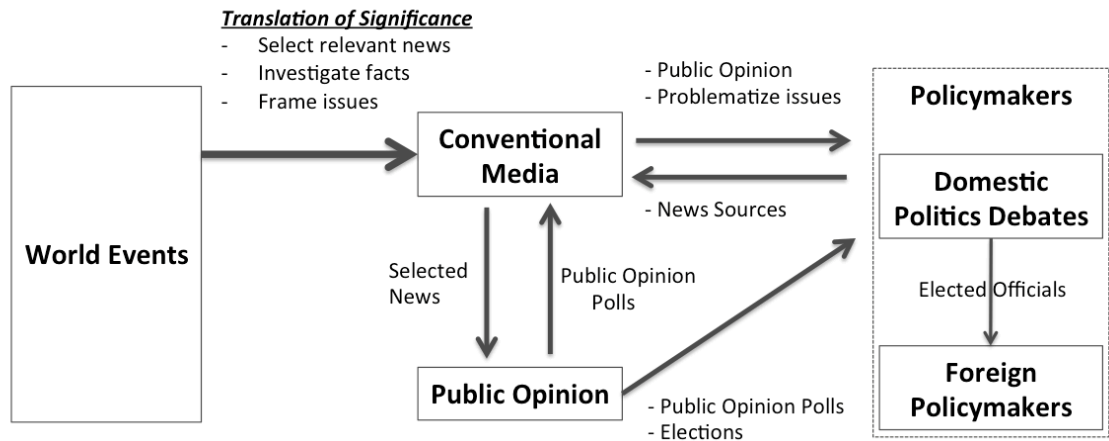 Translation of Significance
- Select relevant news
- Investigate facts
- Frame issues
World Events
Conventional
Media
- Public Opinion
- Problematize issues
- News Sources
Selected
News
Public Opinion
Polls
Public Opinion
- Public Opinion Polls
- Elections
Policymakers
Domestic
Politics Debates
Elected Officials
Foreign
Policymakers